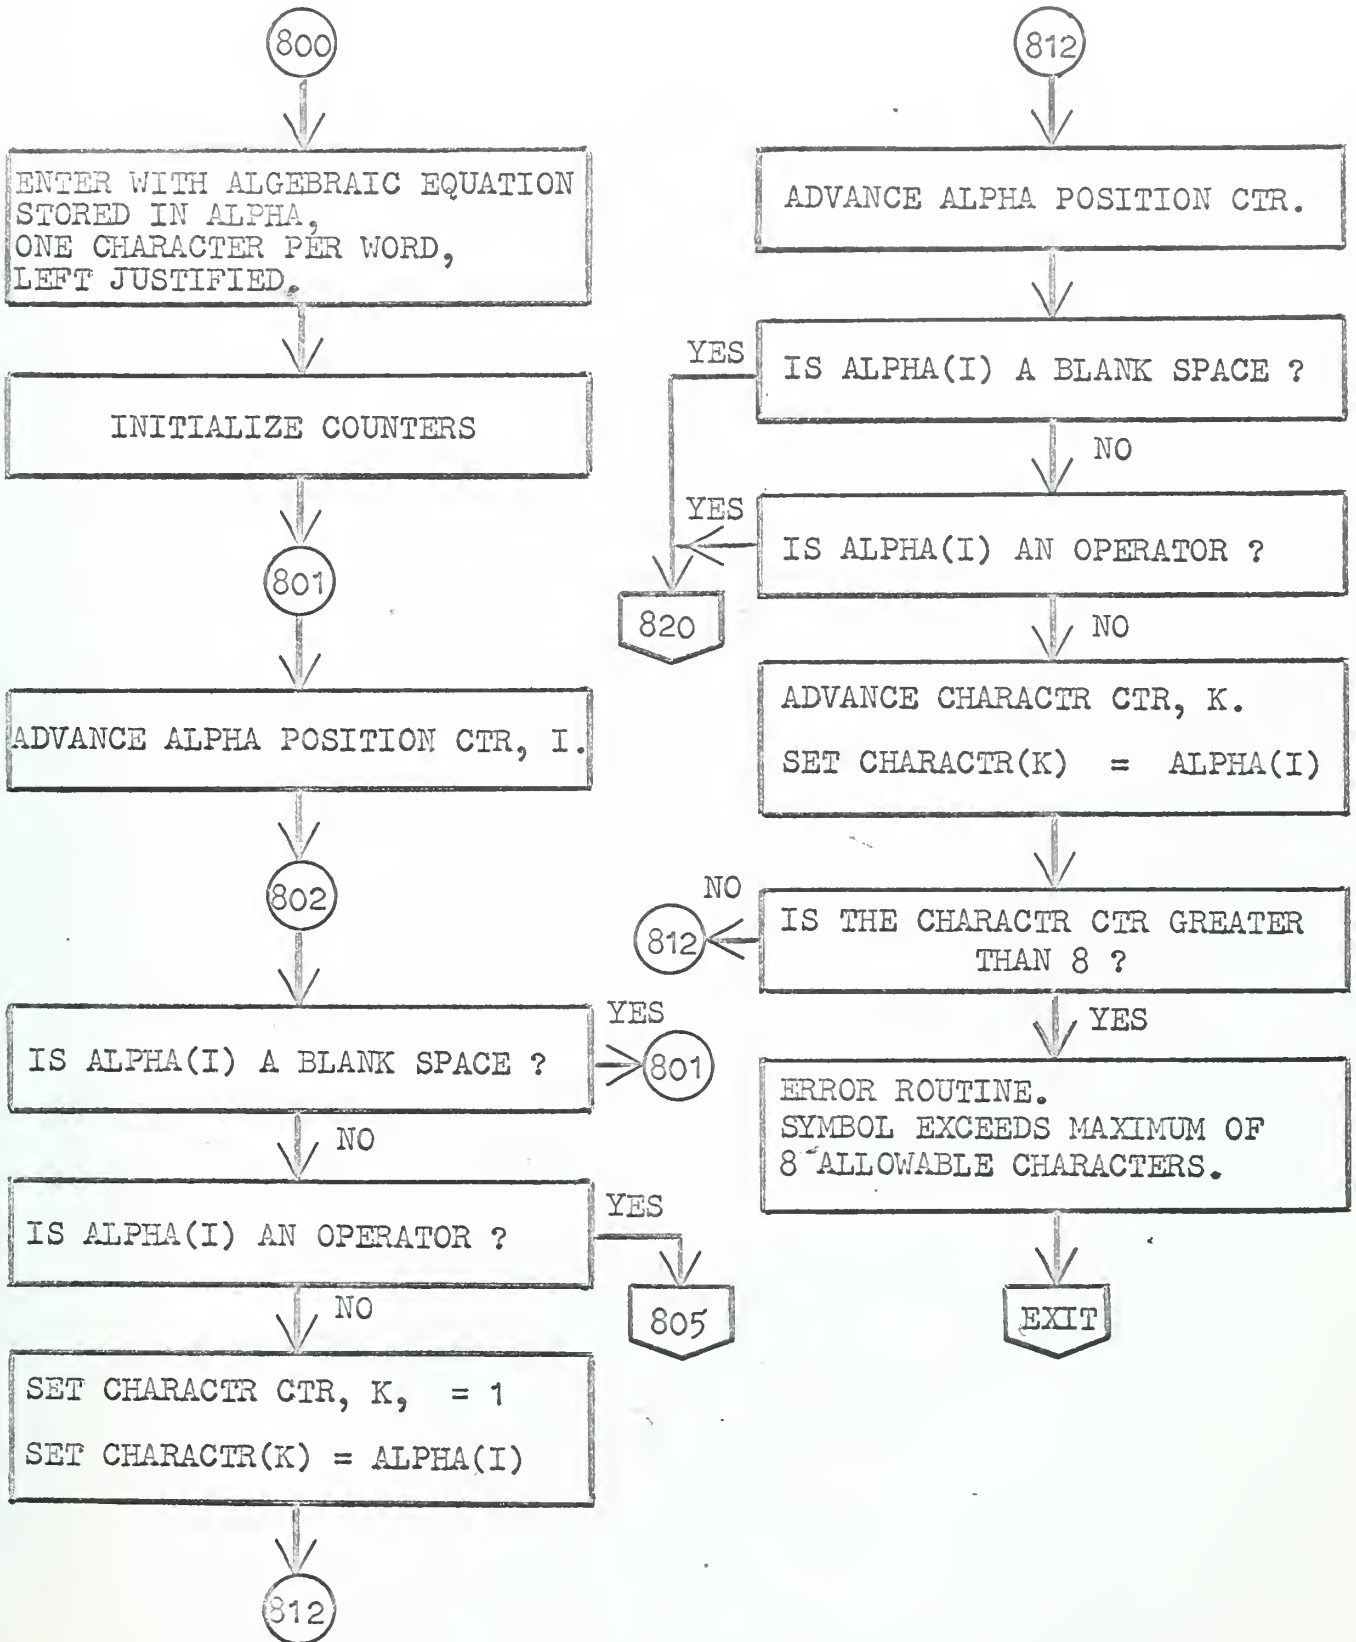 800
ENTER WITH ALGEBRAIC EQUATION
STORED IN ALPHA,
ONE CHARACTER PER WORD,
LEFT JUSTIFIED.
INITIALIZE COUNTERS
801
ADVANCE ALPHA POSITION CTR, I.
802
IS ALPHA(I) A BLANK SPACE ?
YES
801
NO
IS ALPHA(I) AN OPERATOR ?
YES
805
NO
SET CHARACTR CTR, K, = 1
SET CHARACTR(K) = ALPHA(I)
812
812
ADVANCE ALPHA POSITION CTR.
IS ALPHA(I) A BLANK SPACE ?
YES
NO
IS ALPHA(I) AN OPERATOR ?
YES
820
NO
ADVANCE CHARACTR CTR, K.
SET CHARACTR(K) = ALPHA(I)
IS THE CHARACTR CTR GREATER
THAN 8 ?
NO
812
YES
ERROR ROUTINE.
SYMBOL EXCEEDS MAXIMUM OF
8 ALLOWABLE CHARACTERS.
EXIT